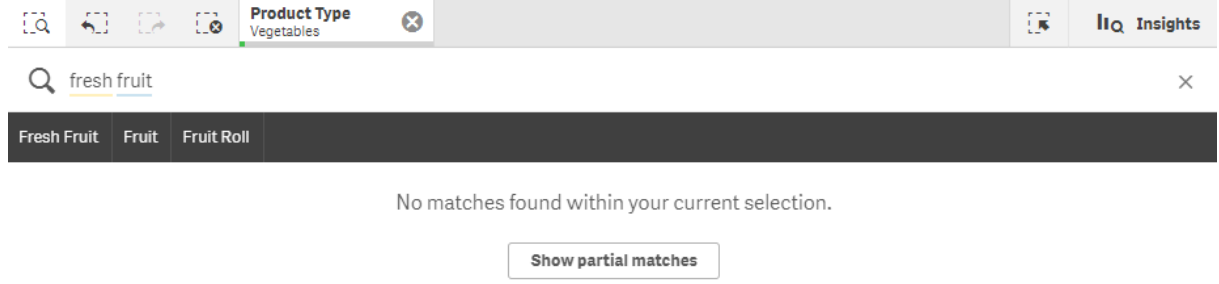 Product Type
Vegetables
Insights
fresh fruit
Fresh Fruit Fruit Fruit Roll
No matches found within your current selection.
Show partial matches